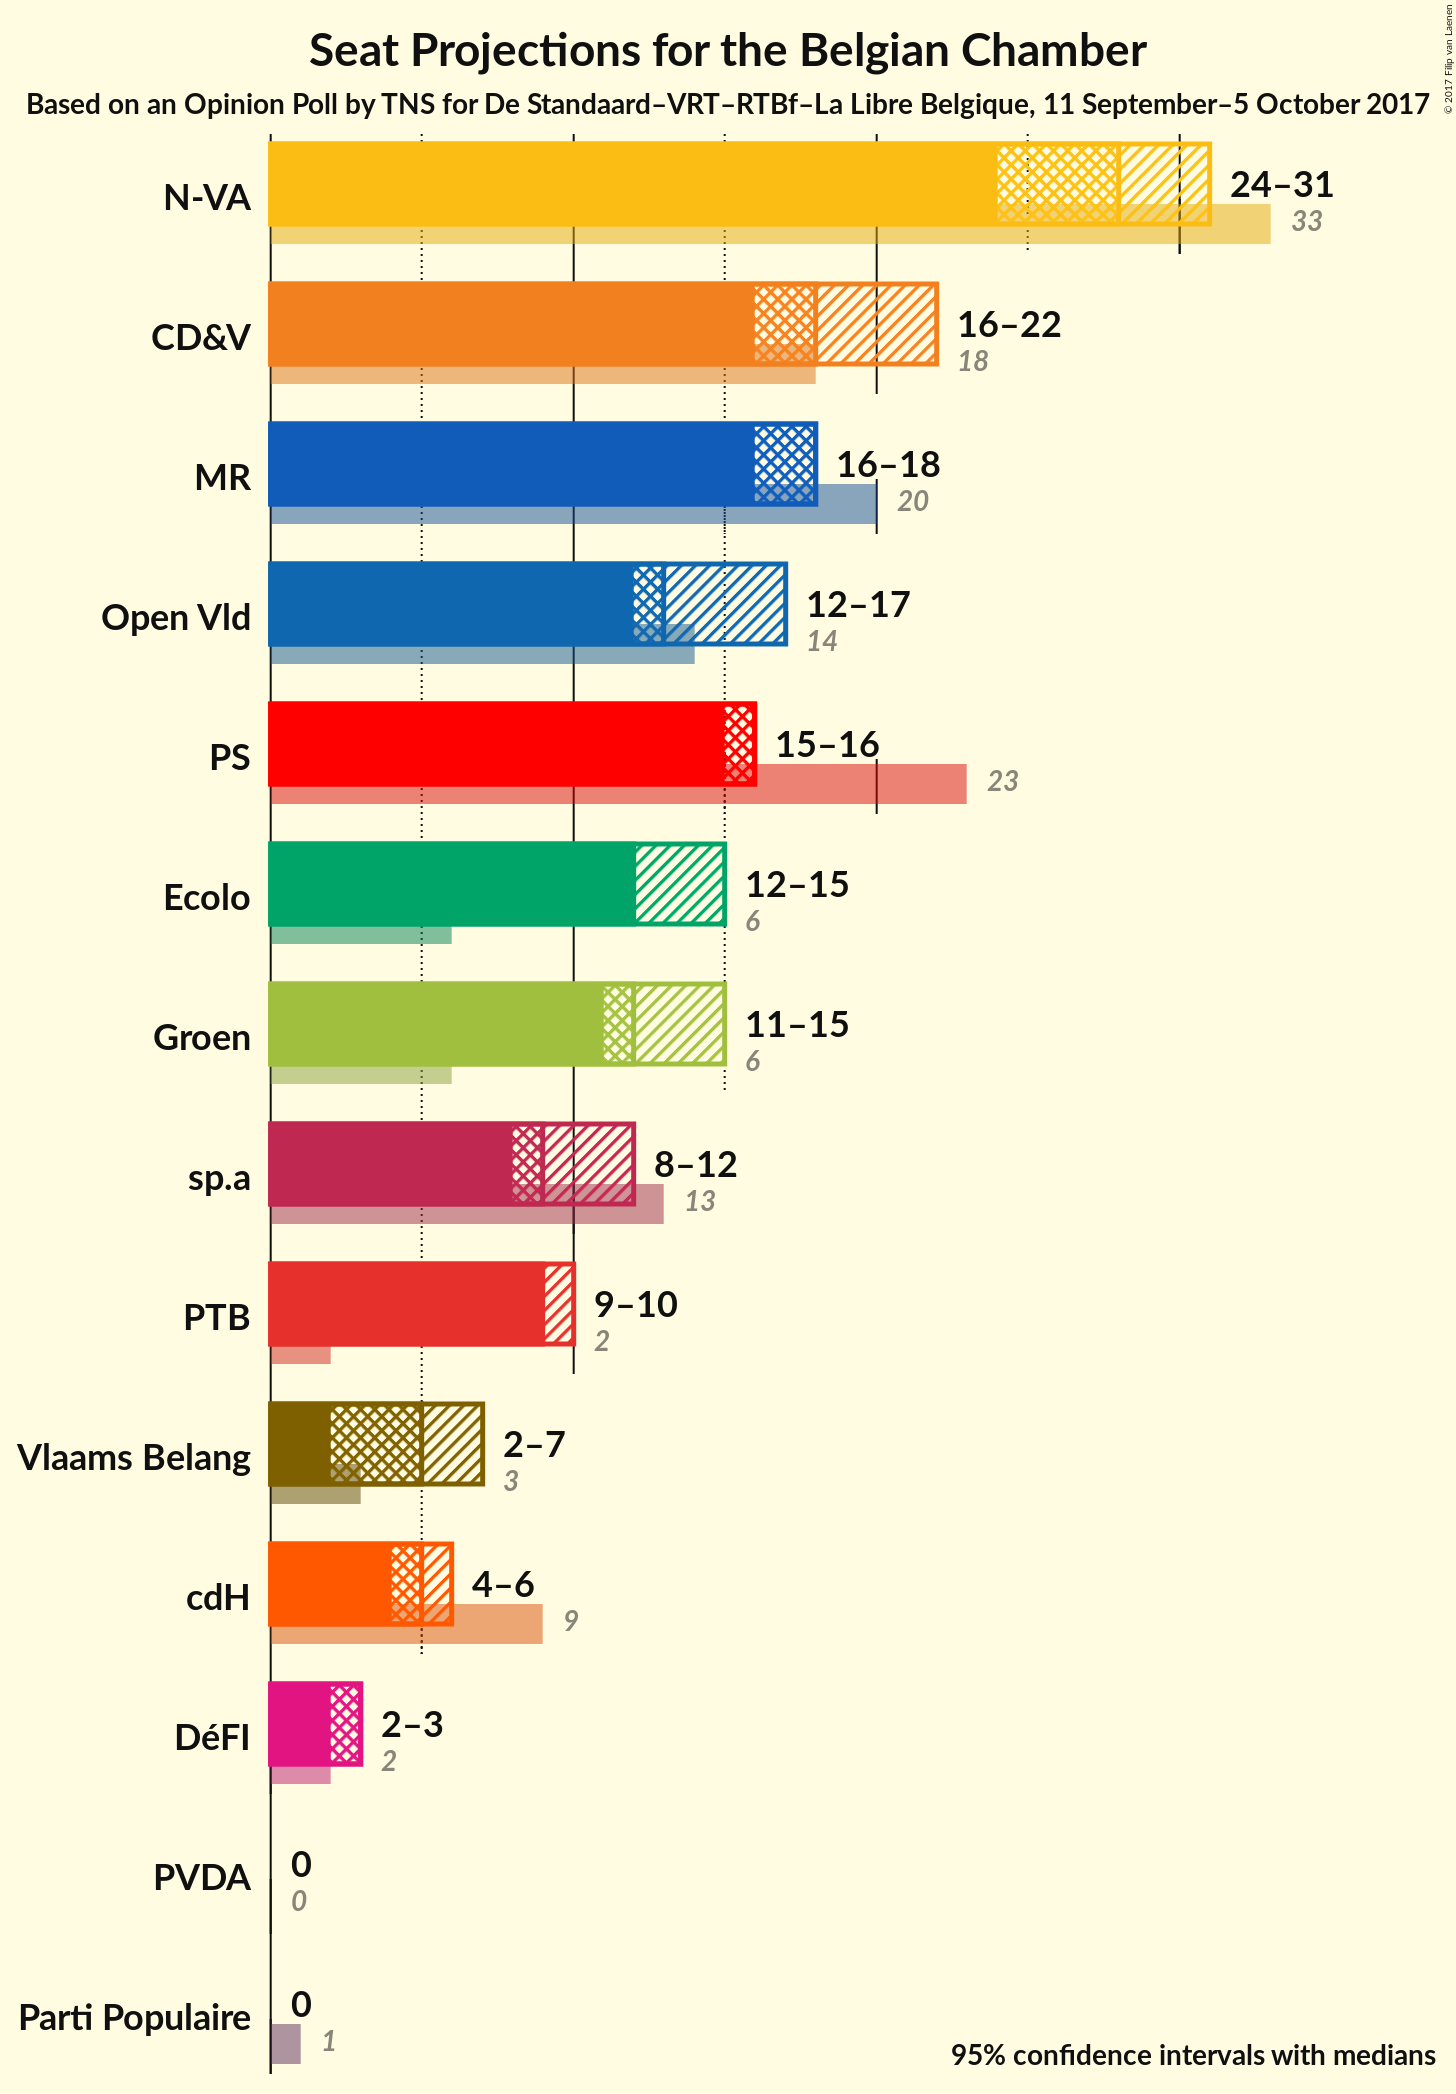 Seat Projections for the Belgian Chamber
Based on an Opinion Poll by TNS for De Standaard–VRT–RTBf–La Libre Belgique, 11 September–5 October 2017
© 2017 Filip van Laenen
N-VA
24–31
33
CD&V
16–22
18
MR
16–18
20
Open Vld
12–17
14
PS
15–16
23
Ecolo
12–15
6
Groen
11–15
6
sp.a
8–12
13
PTB
9–10
2
Vlaams Belang
2–7
3
cdH
4–6
9
DéFI
2–3
2
PVDA
0
0
Parti Populaire
0
1
95% confidence intervals with medians